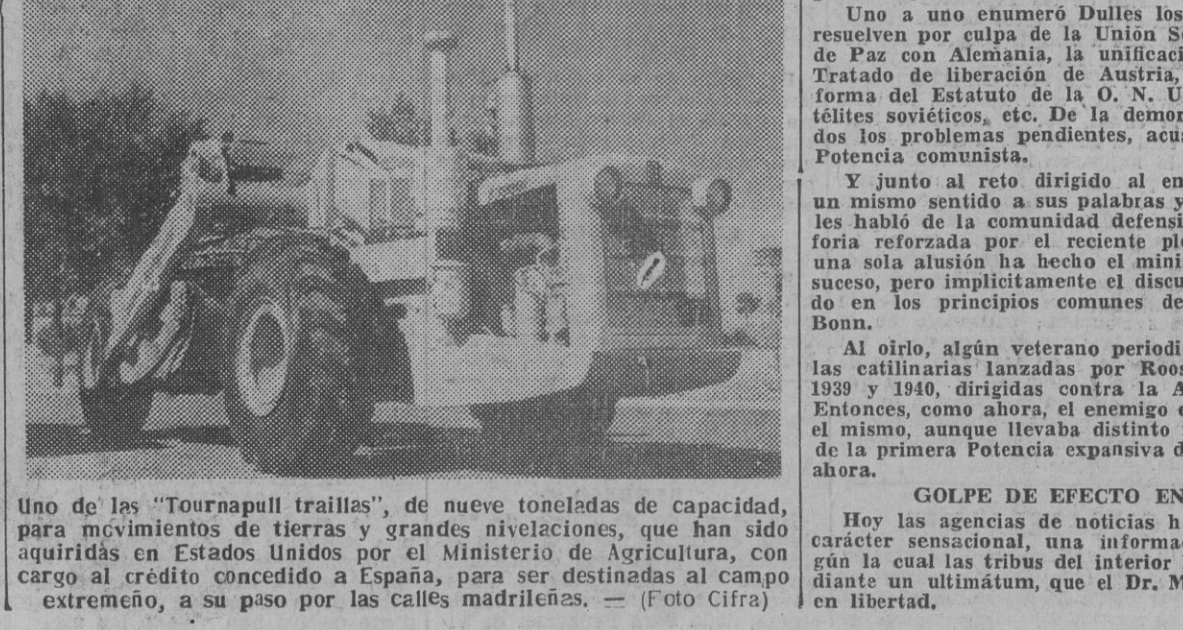 Uno de las "Tournapull traillas", de nueve toneladas de capacidad,
para movimientos de tierras y grandes nivelaciones, que han sido
aquiridas en Estados Unidos por el Ministerio de Agricultura, con
cargo al crédito concedido a España, para ser destinadas al campo
extremeño, a su paso por las calles madrileñas. — (Foto Cifra)
Uno a uno enumeró Dulles los
resuelven por culpa de la Unión S
de Paz con Alemania, la unificaci
Tratado de liberación de Austria,
forma del Estatuto de la O. N. U
télites soviéticos, etc. De la demor
dos los problemas pendientes, acu
Potencia comunista.
Y junto al reto dirigido al en
un mismo sentido a sus palabras y
les habló de la comunidad defensi
foria reforzada por el reciente pl
una sola alusión ha hecho el mini
suceso, pero implicitamente el discu
do en los principios comunes de
Bonn.
Al oirlo, algún veterano periodi
las catilinarias lanzadas por Roos
1939 y 1940, dirigidas contra la A
Entonces, como ahora, el enemigo
el mismo, aunque llevaba distinto
de la primera Potencia expansiva d
ahora.
GOLPE DE EFECTO EN
Hoy las agencias de noticias h
carácter sensacional, una informa
gún la cual las tribus del interior
diante un ultimátum, que el Dr. M
en libertad.